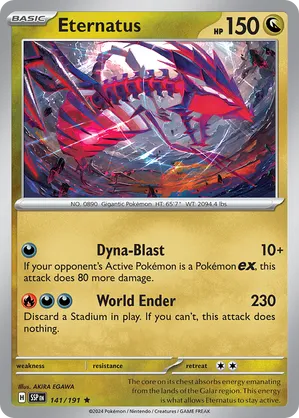 BASIC
Eternatus
HP 150
NO. 0890 Gigantic Pokémon HT: 65'7" WT: 2094.4 lbs
Dyna-Blast 10+
If your opponent's Active Pokémon is a Pokémon ex, this
attack does 80 more damage.
World Ender 230
Discard a Stadium in play. If you can't, this attack does
nothing.
weakness resistance retreat
Illus. AKIRA EGAWA
H SSP EN 141/191 ★
The core on its chest absorbs energy emanating
from the lands of the Galar region. This energy
is what allows Eternatus to stay active.
©2024 Pokémon / Nintendo / Creatures / GAME FREAK